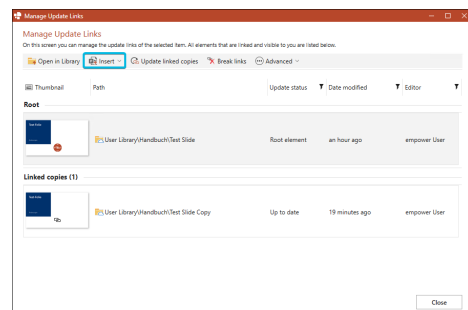 Manage Update Links
Manage Update Links
On this screen you can manage the update links of the selected item. All elements that are linked and visible to you are listed below.
Open in Library Insert Update linked copies Break links Advanced
Thumbnail Path Update status Date modified Editor
Root
User Library\Handbuch\Test Slide Root element an hour ago empower User
Linked copies (1)
User Library\Handbuch\Test Slide Copy Up to date 19 minutes ago empower User
Close